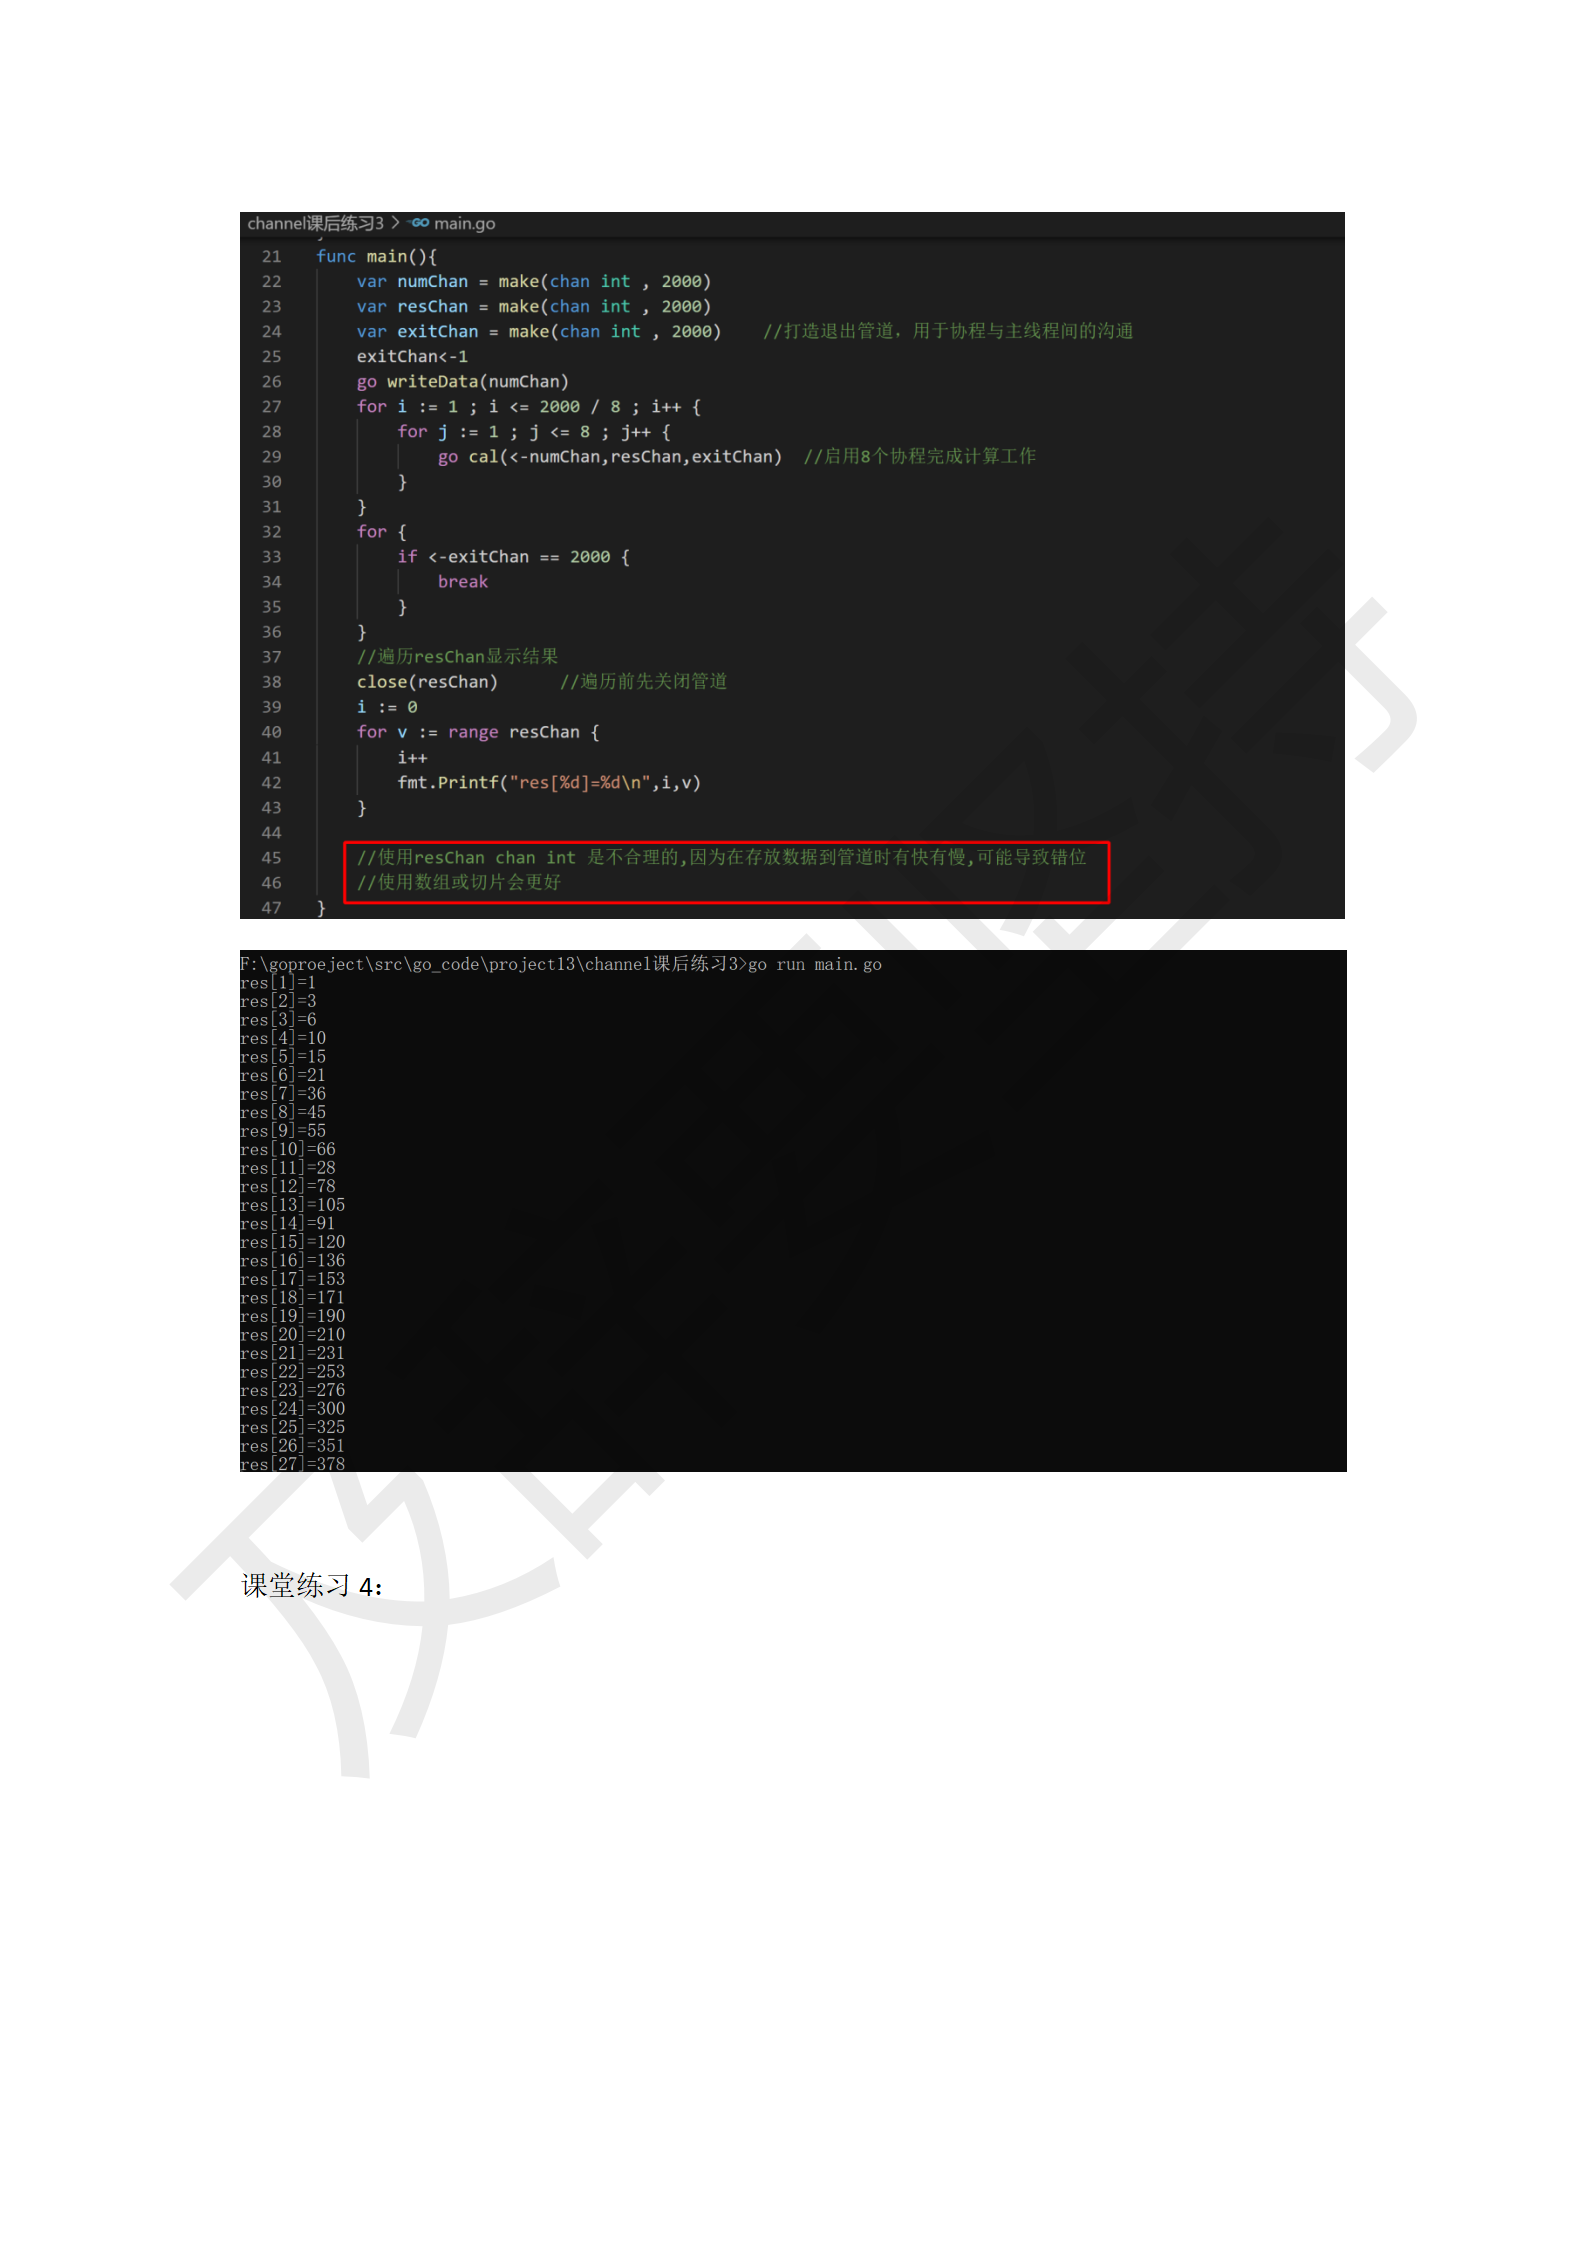 channel课后练习3 > GO main.go
21 func main(){
22 var numChan = make(chan int , 2000)
23 var resChan = make(chan int , 2000)
24 var exitChan = make(chan int , 2000) //打造退出管道，用于协程与主线程间的沟通
25 exitChan<-1
26 go writeData(numChan)
27 for i := 1 ; i <= 2000 / 8 ; i++ {
28 for j := 1 ; j <= 8 ; j++ {
29 go cal(<-numChan,resChan,exitChan) //启用8个协程完成计算工作
30 }
31 }
32 for {
33 if <-exitChan == 2000 {
34 break
35 }
36 }
37 //遍历resChan显示结果
38 close(resChan) //遍历前先关闭管道
39 i := 0
40 for v := range resChan {
41 i++
42 fmt.Printf("res[%d]=%d\n",i,v)
43 }
44
45 //使用resChan chan int 是不合理的,因为在存放数据到管道时有快有慢,可能导致错位
46 //使用数组或切片会更好
47 }
F:\goproeject\src\go_code\project13\channel课后练习3>go run main.go
res[1]=1
res[2]=3
res[3]=6
res[4]=10
res[5]=15
res[6]=21
res[7]=36
res[8]=45
res[9]=55
res[10]=66
res[11]=28
res[12]=78
res[13]=105
res[14]=91
res[15]=120
res[16]=136
res[17]=153
res[18]=171
res[19]=190
res[20]=210
res[21]=231
res[22]=253
res[23]=276
res[24]=300
res[25]=325
res[26]=351
res[27]=378
课堂练习 4：